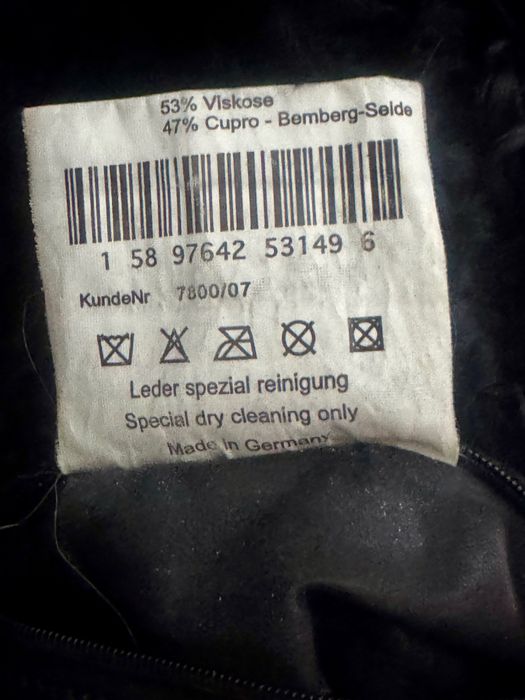 53% Viskose
47% Cupro - Bemberg-Seide
1 58 97642 53149 6
KundeNr 7800/07
Leder spezial reinigung
Special dry cleaning only
Made in Germany